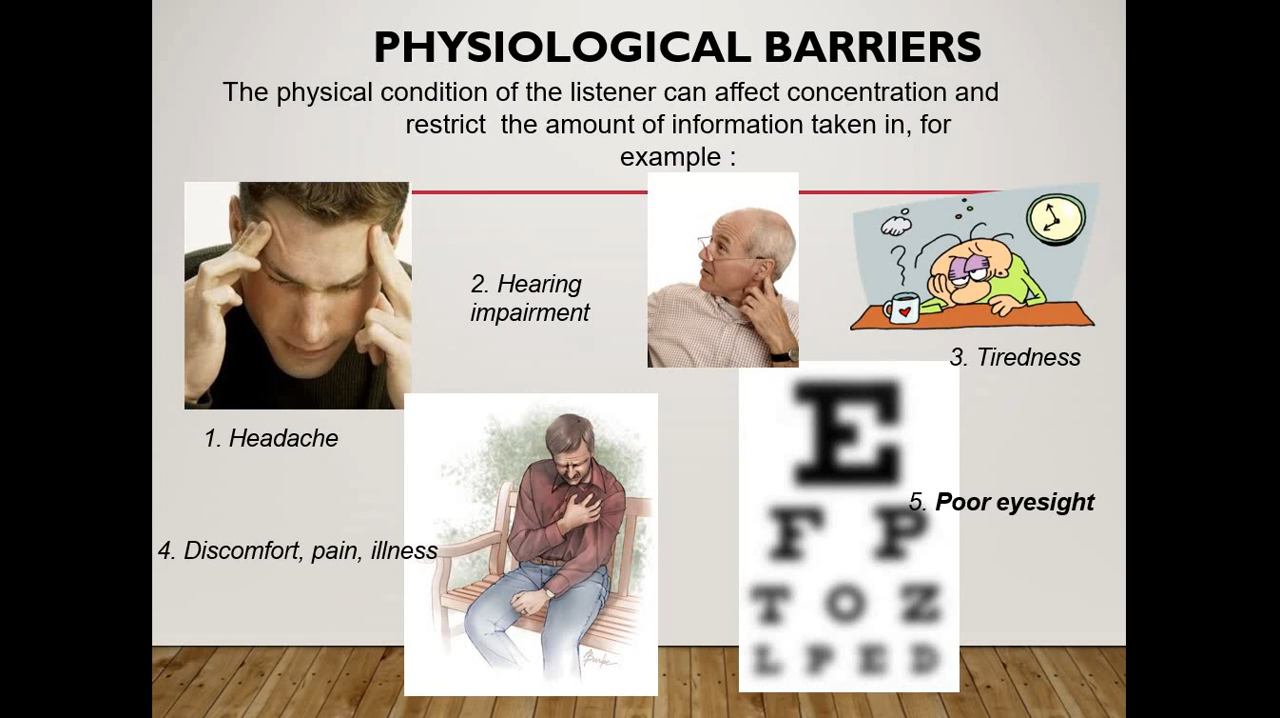 PHYSIOLOGICAL BARRIERS
The physical condition of the listener can affect concentration and
restrict  the amount of information taken in, for
example :
2. Hearing
impairment
3. Tiredness
1. Headache
5. Poor eyesight
4. Discomfort, pain, illness
E
F P
T O Z
L P E D